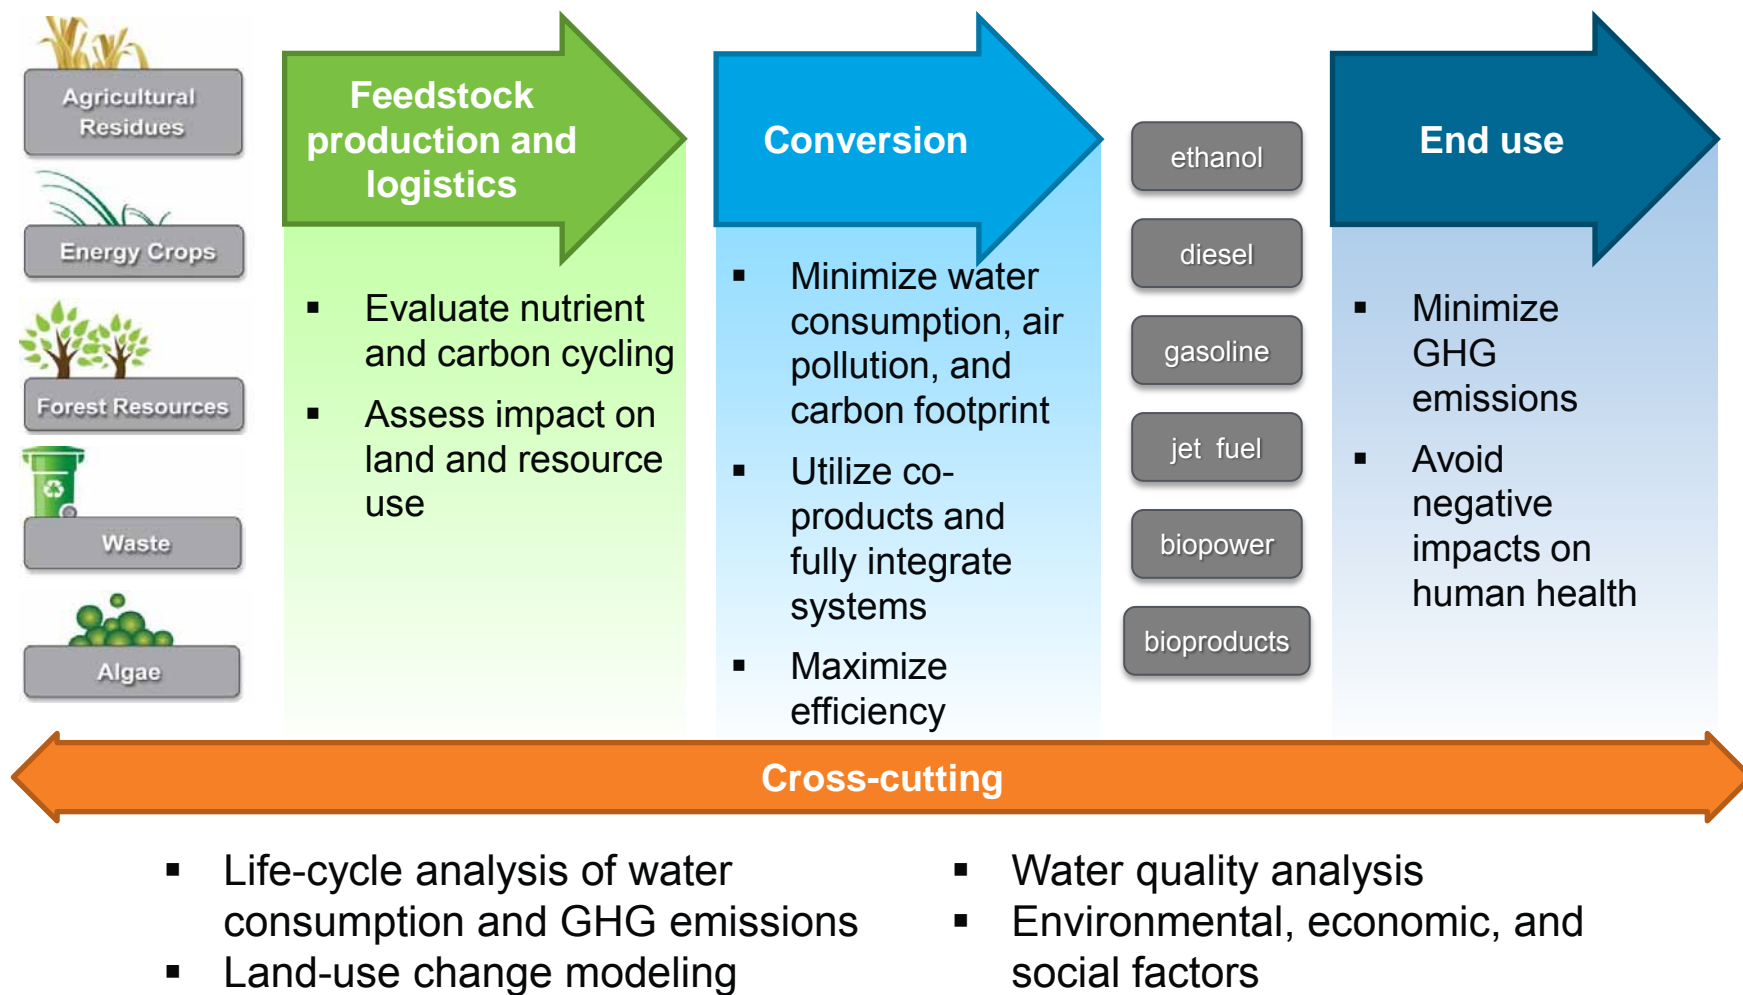 Agricultural
Residues
Energy Crops
Forest Resources
Waste
Algae
Feedstock
production and
logistics
▪ Evaluate nutrient
and carbon cycling
▪ Assess impact on
land and resource
use
Conversion
▪ Minimize water
consumption, air
pollution, and
carbon footprint
▪ Utilize co-
products and
fully integrate
systems
▪ Maximize
efficiency
ethanol
diesel
gasoline
jet fuel
biopower
bioproducts
End use
▪ Minimize
GHG
emissions
▪ Avoid
negative
impacts on
human health
Cross-cutting
▪ Life-cycle analysis of water
consumption and GHG emissions
▪ Land-use change modeling
▪ Water quality analysis
▪ Environmental, economic, and
social factors